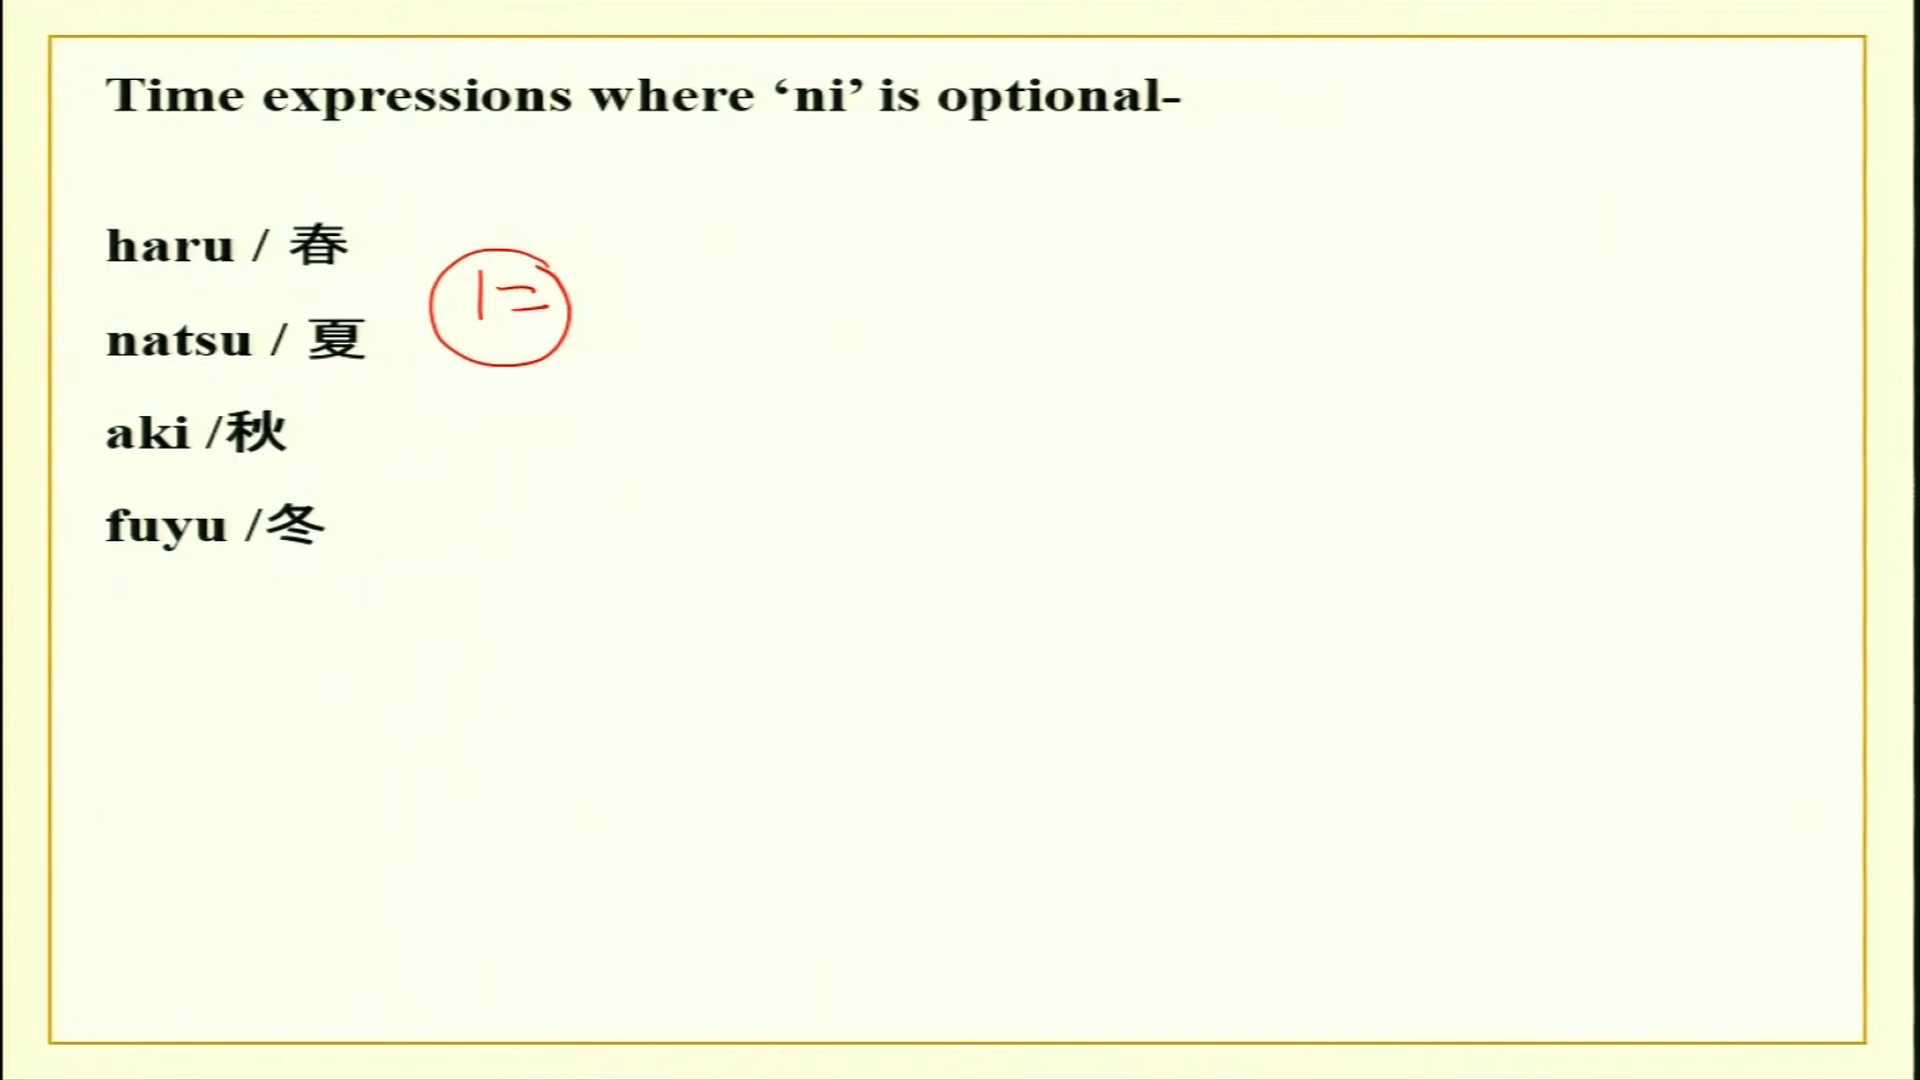 Time expressions where ‘ni’ is optional-
haru / 春
に
natsu / 夏
aki /秋
fuyu /冬